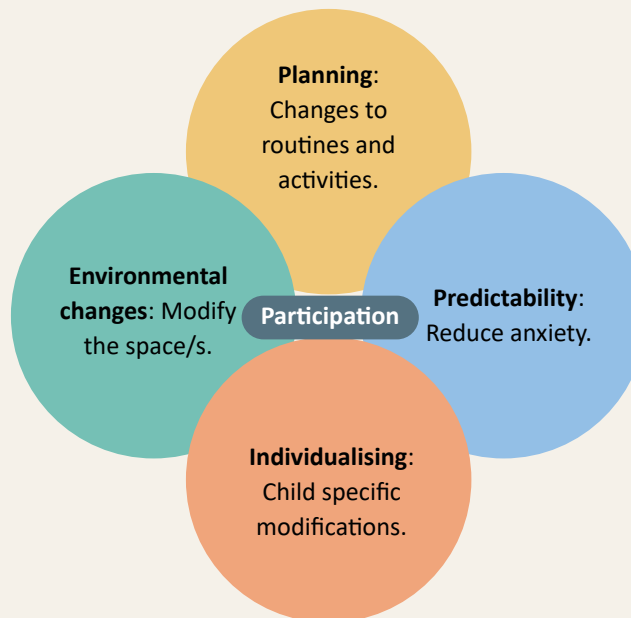 Planning:
Changes to
routines and
activities.
Environmental
changes: Modify
the space/s.
Participation
Predictability:
Reduce anxiety.
Individualising:
Child specific
modifications.